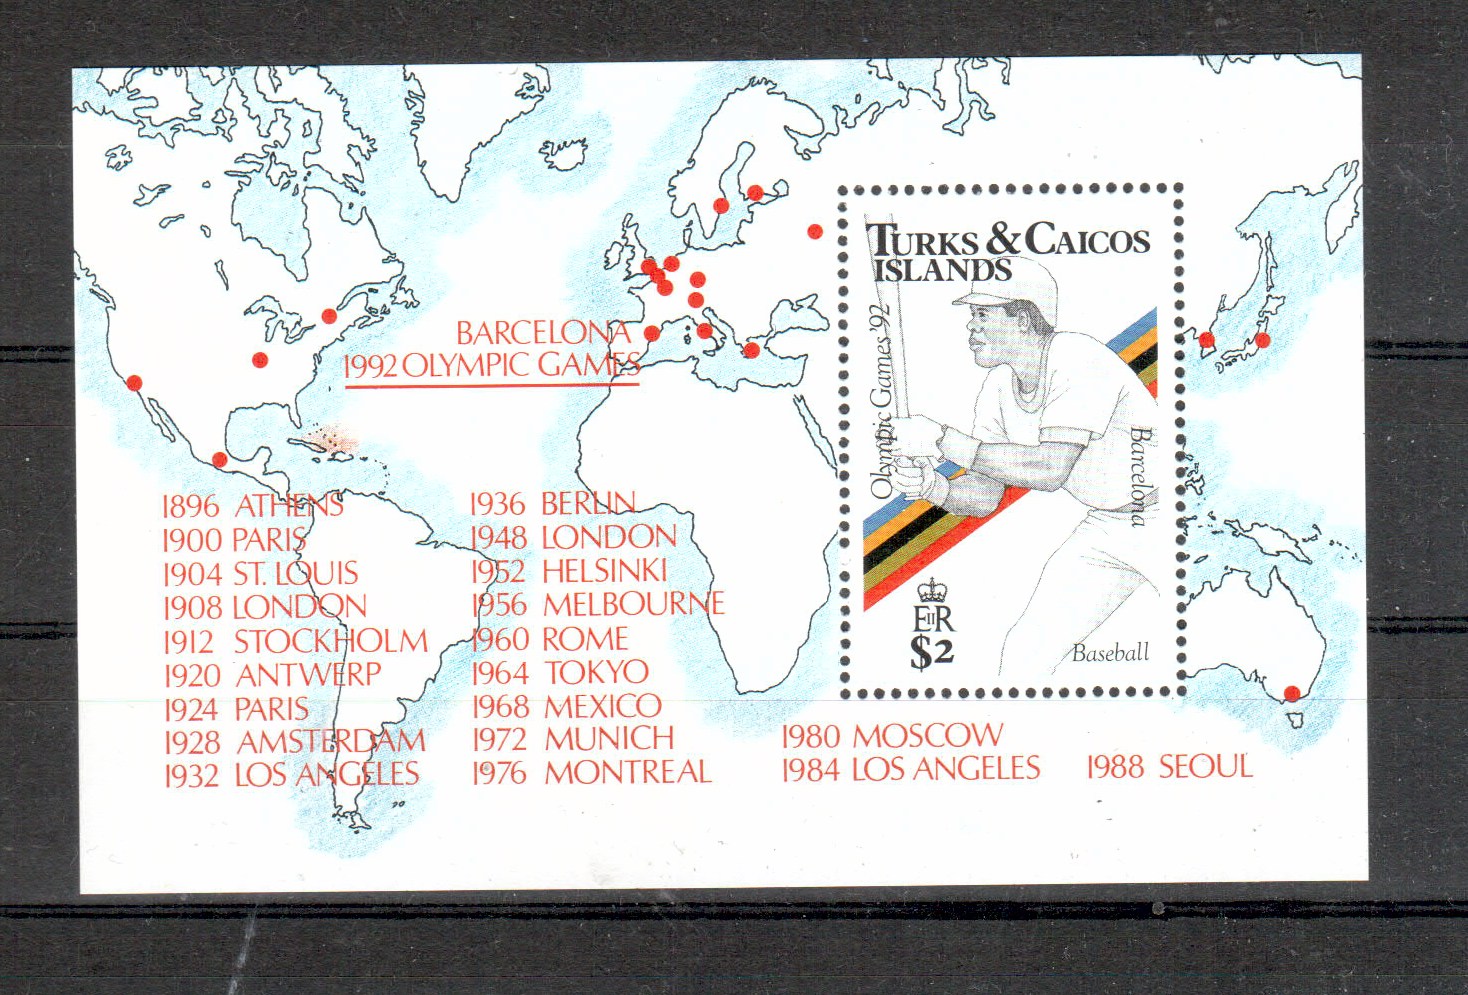 BARCELONA
1992 OLYMPIC GAMES
1896 ATHENS
1900 PARIS
1904 ST. LOUIS
1908 LONDON
1912 STOCKHOLM
1920 ANTWERP
1924 PARIS
1928 AMSTERDAM
1932 LOS ANGELES
1936 BERLIN
1948 LONDON
1952 HELSINKI
1956 MELBOURNE
1960 ROME
1964 TOKYO
1968 MEXICO
1972 MUNICH
1976 MONTREAL
1980 MOSCOW
1984 LOS ANGELES
1988 SEOUL
TURKS & CAICOS
ISLANDS
Olympic Games '92
Barcelona
EIIR
$2
Baseball